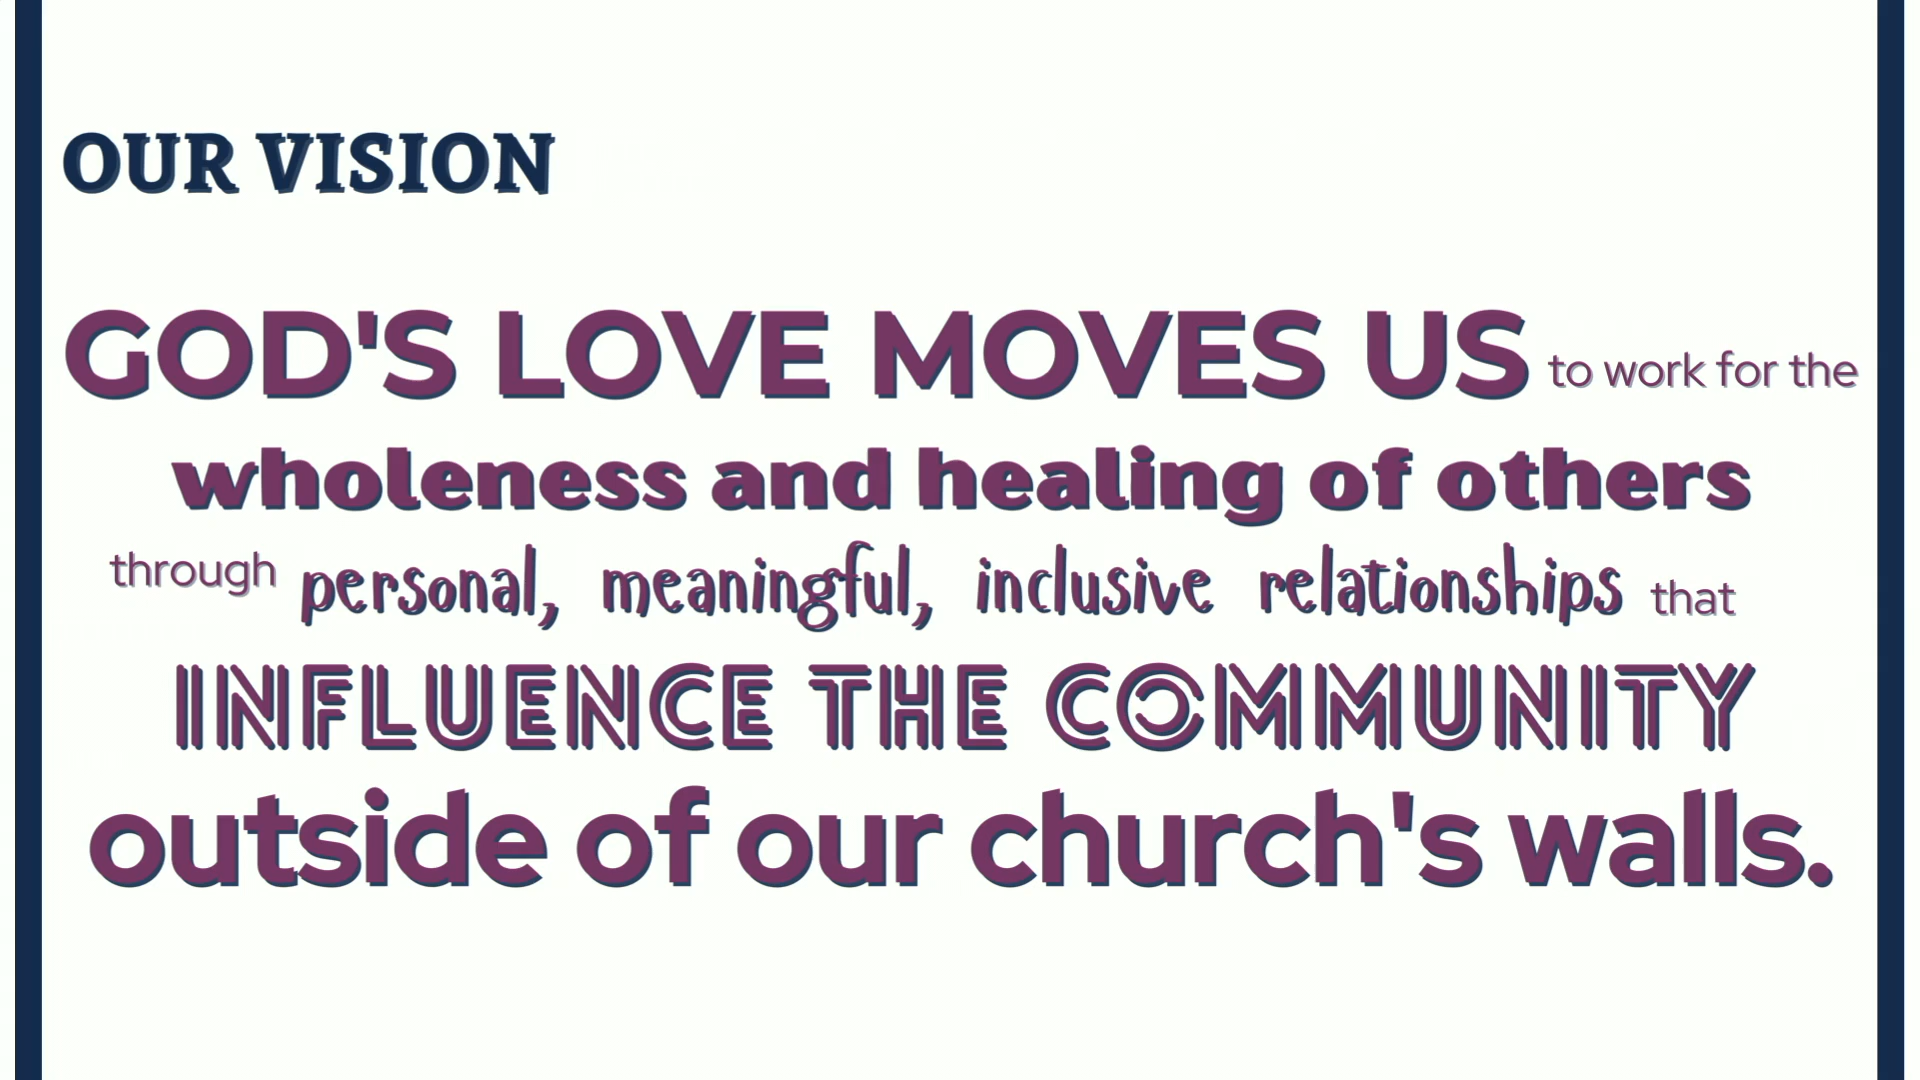 OUR VISION
GOD'S LOVE MOVES US to work for the
wholeness and healing of others
through personal, meaningful, inclusive relationships that
INFLUENCE THE COMMUNITY
outside of our church's walls.